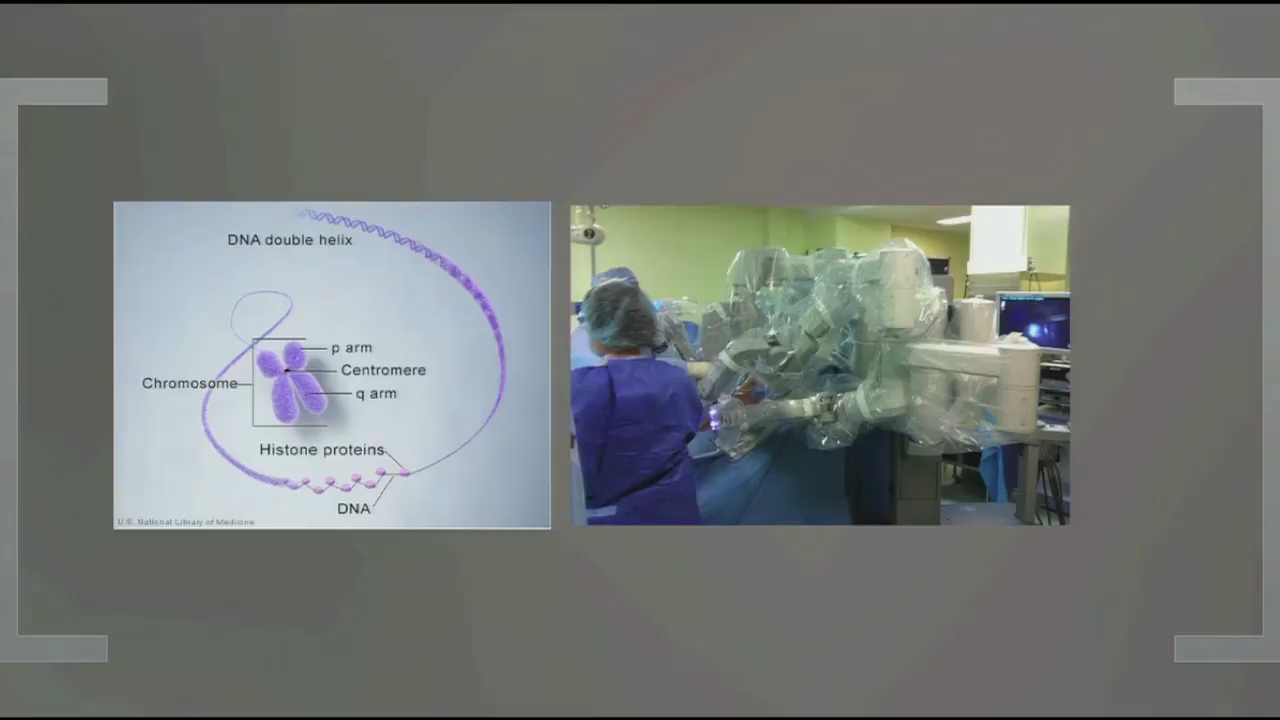 DNA double helix
p arm
Centromere
Chromosome
q arm
Histone proteins
DNA
U.S. National Library of Medicine